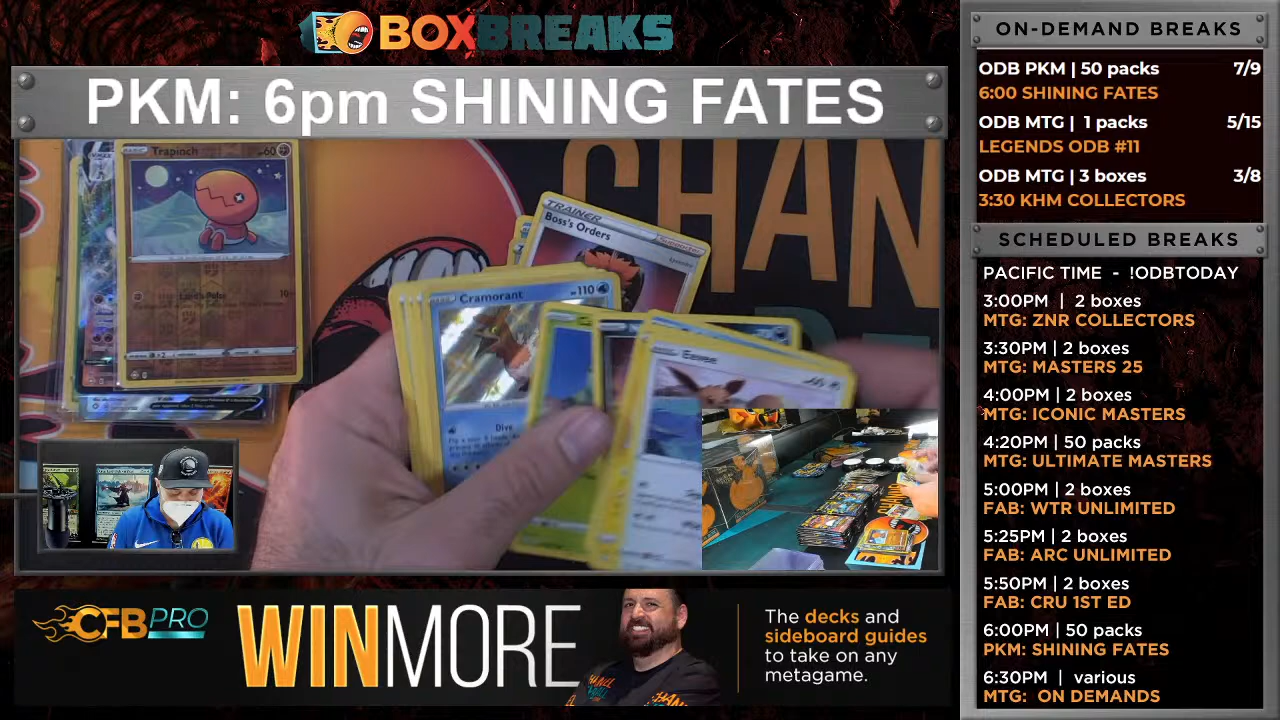 BOXBREAKS
PKM: 6pm SHINING FATES
BASIC
Trapinch
60
Land's Pulse
10
TRAINER
Supporter
Boss's Orders
Cramorant
HP110
Dive
Eevee
CHAN
CFBPRO
WINMORE
The decks and
sideboard guides
to take on any
metagame.
ON-DEMAND BREAKS
ODB PKM | 50 packs 7/9
6:00 SHINING FATES
ODB MTG | 1 packs 5/15
LEGENDS ODB #11
ODB MTG | 3 boxes 3/8
3:30 KHM COLLECTORS
SCHEDULED BREAKS
PACIFIC TIME - !ODBTODAY
3:00PM | 2 boxes
MTG: ZNR COLLECTORS
3:30PM | 2 boxes
MTG: MASTERS 25
4:00PM | 2 boxes
MTG: ICONIC MASTERS
4:20PM | 50 packs
MTG: ULTIMATE MASTERS
5:00PM | 2 boxes
FAB: WTR UNLIMITED
5:25PM | 2 boxes
FAB: ARC UNLIMITED
5:50PM | 2 boxes
FAB: CRU 1ST ED
6:00PM | 50 packs
PKM: SHINING FATES
6:30PM | various
MTG: ON DEMANDS